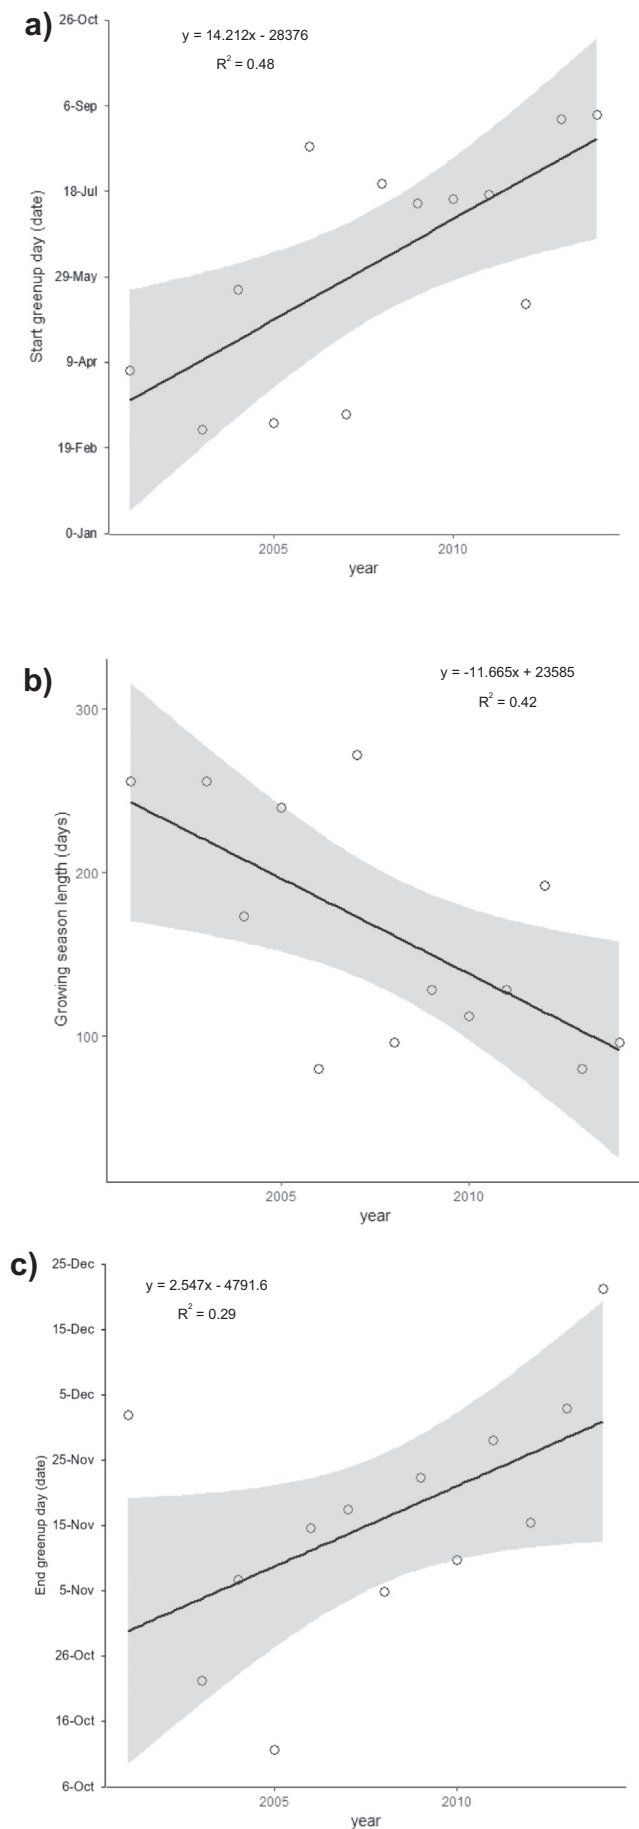 a)
26-Oct
y = 14.212x - 28376
R² = 0.48
6-Sep
18-Jul
29-May
9-Apr
19-Feb
0-Jan
Start greenup day (date)
2005 2010
year
b)
y = -11.665x + 23585
R² = 0.42
300
200
100
Growing season length (days)
2005 2010
year
c)
25-Dec
y = 2.547x - 4791.6
R² = 0.29
15-Dec
5-Dec
25-Nov
15-Nov
5-Nov
26-Oct
16-Oct
6-Oct
End greenup day (date)
2005 2010
year